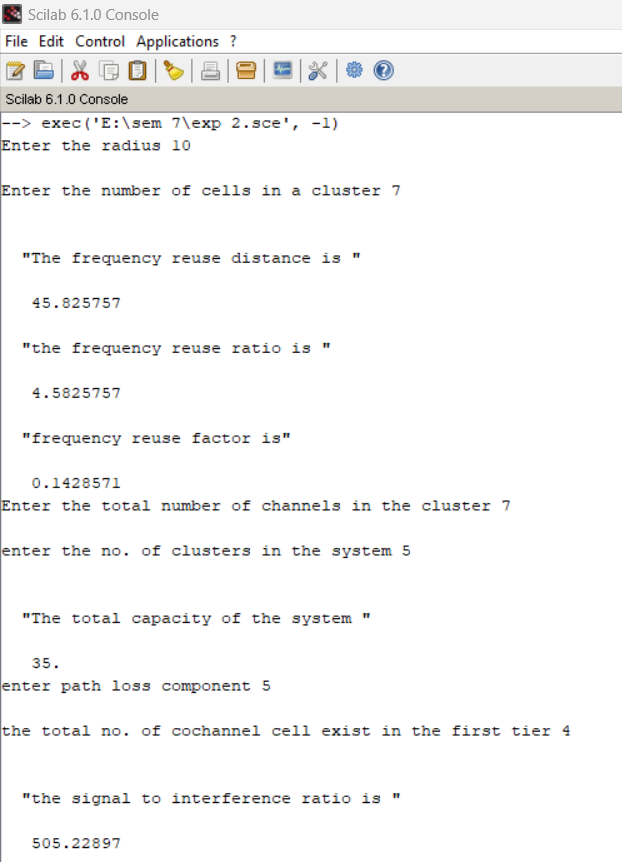 Scilab 6.1.0 Console
File Edit Control Applications ?
Scilab 6.1.0 Console
--> exec('E:\sem 7\exp 2.sce', -1)
Enter the radius 10
Enter the number of cells in a cluster 7
"The frequency reuse distance is "
45.825757
"the frequency reuse ratio is "
4.5825757
"frequency reuse factor is"
0.1428571
Enter the total number of channels in the cluster 7
enter the no. of clusters in the system 5
"The total capacity of the system "
35.
enter path loss component 5
the total no. of cochannel cell exist in the first tier 4
"the signal to interference ratio is "
505.22897